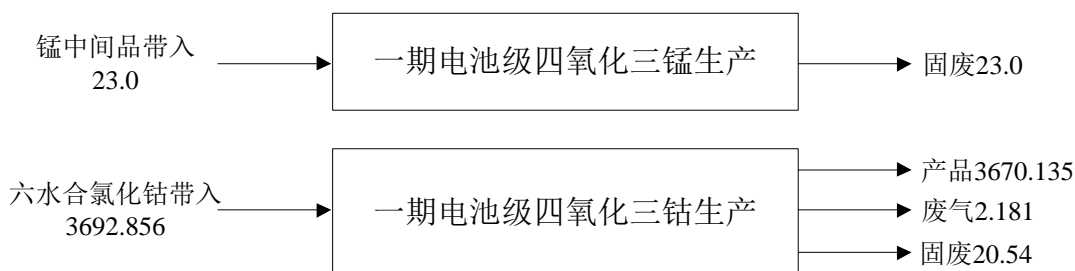 锰中间品带入
23.0
一期电池级四氧化三锰生产
固废23.0
六水合氯化钴带入
3692.856
一期电池级四氧化三钴生产
产品3670.135
废气2.181
固废20.54